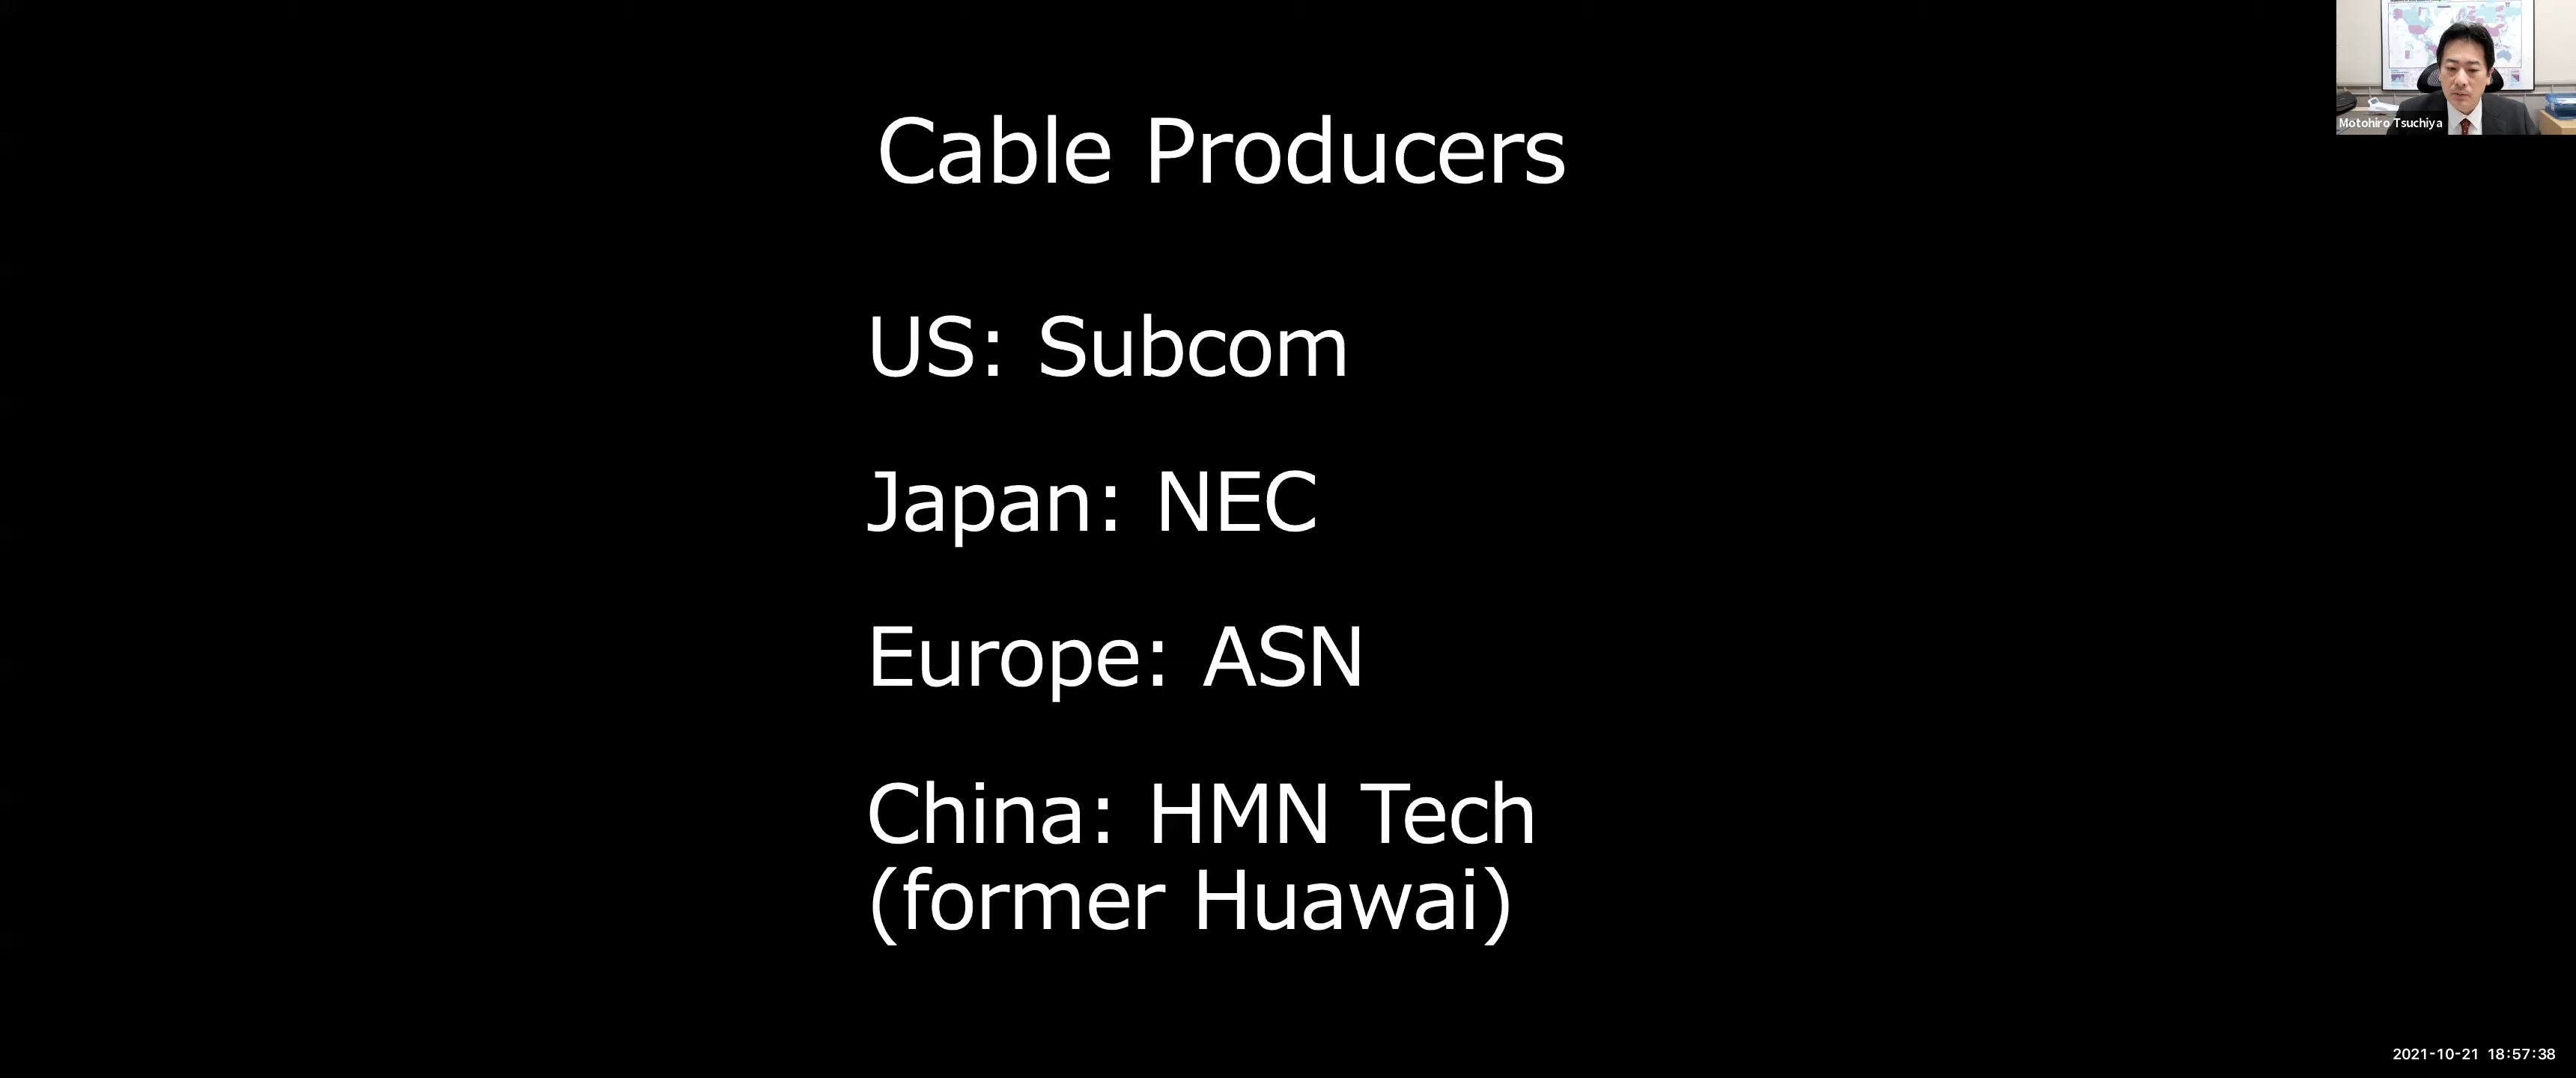 Cable Producers
US: Subcom
Japan: NEC
Europe: ASN
China: HMN Tech
(former Huawai)
Motohiro Tsuchiya
2021-10-21 18:57:38